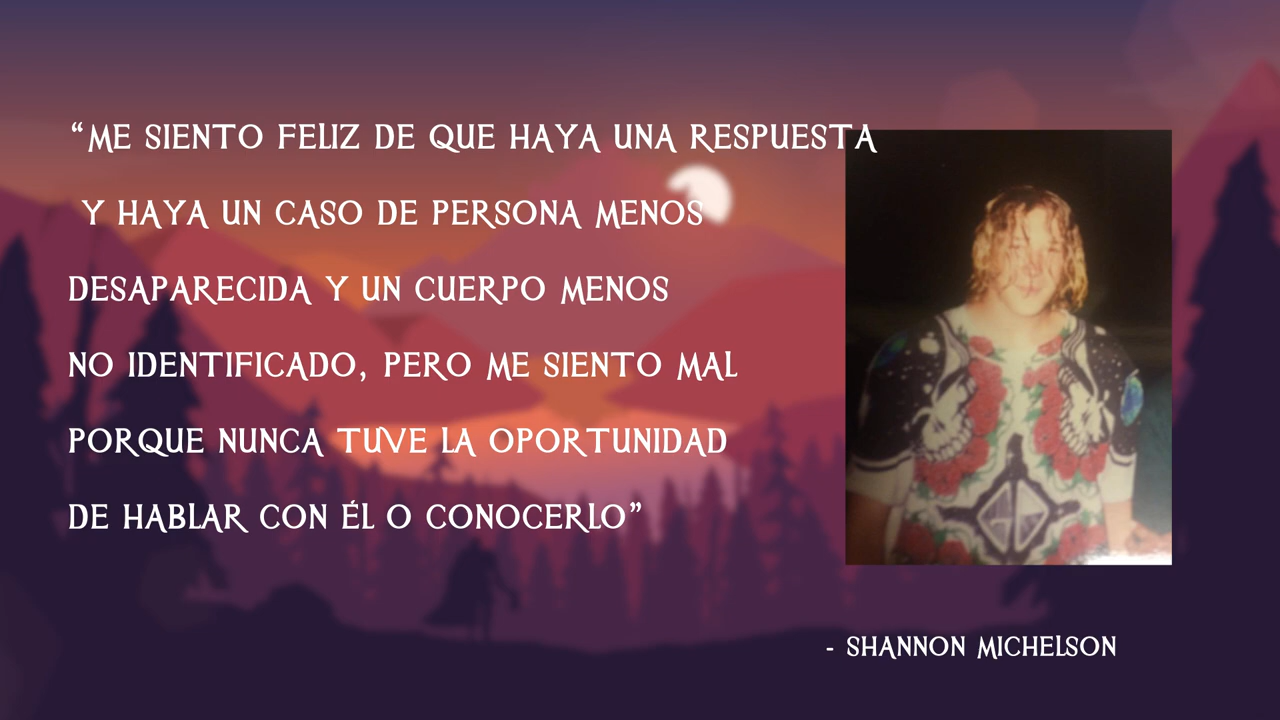 “ME SIENTO FELIZ DE QUE HAYA UNA RESPUESTA
Y HAYA UN CASO DE PERSONA MENOS
DESAPARECIDA Y UN CUERPO MENOS
NO IDENTIFICADO, PERO ME SIENTO MAL
PORQUE NUNCA TUVE LA OPORTUNIDAD
DE HABLAR CON ÉL O CONOCERLO”
- SHANNON MICHELSON